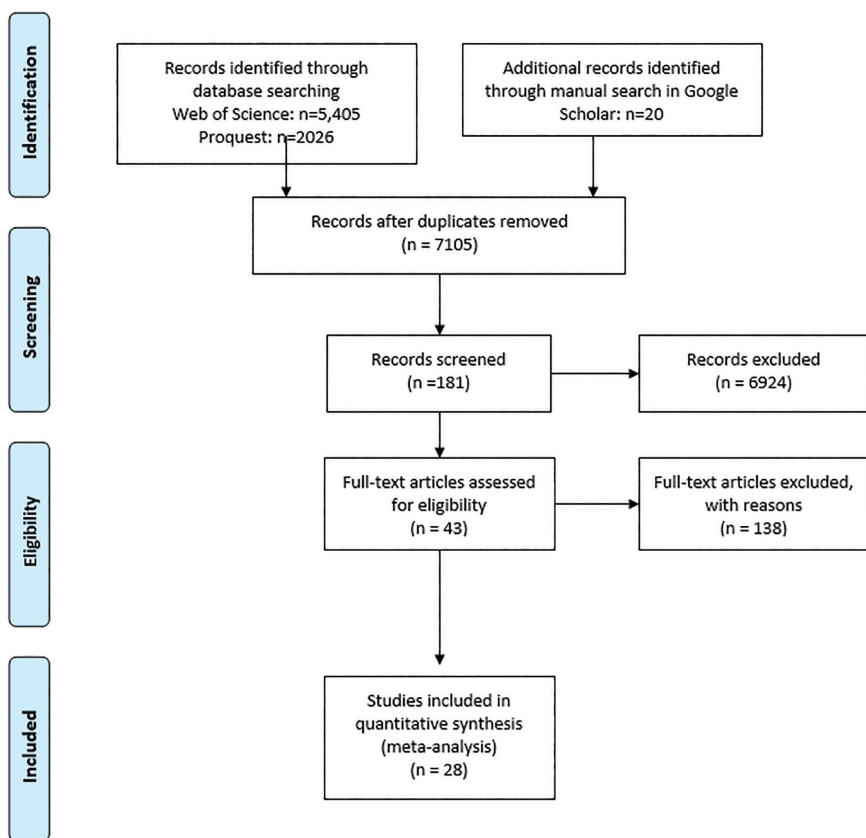 Identification
Records identified through
database searching
Web of Science: n=5,405
Proquest: n=2026
Additional records identified
through manual search in Google
Scholar: n=20
Records after duplicates removed
(n = 7105)
Screening
Records screened
(n =181)
Records excluded
(n = 6924)
Eligibility
Full-text articles assessed
for eligibility
(n = 43)
Full-text articles excluded,
with reasons
(n = 138)
Included
Studies included in
quantitative synthesis
(meta-analysis)
(n = 28)